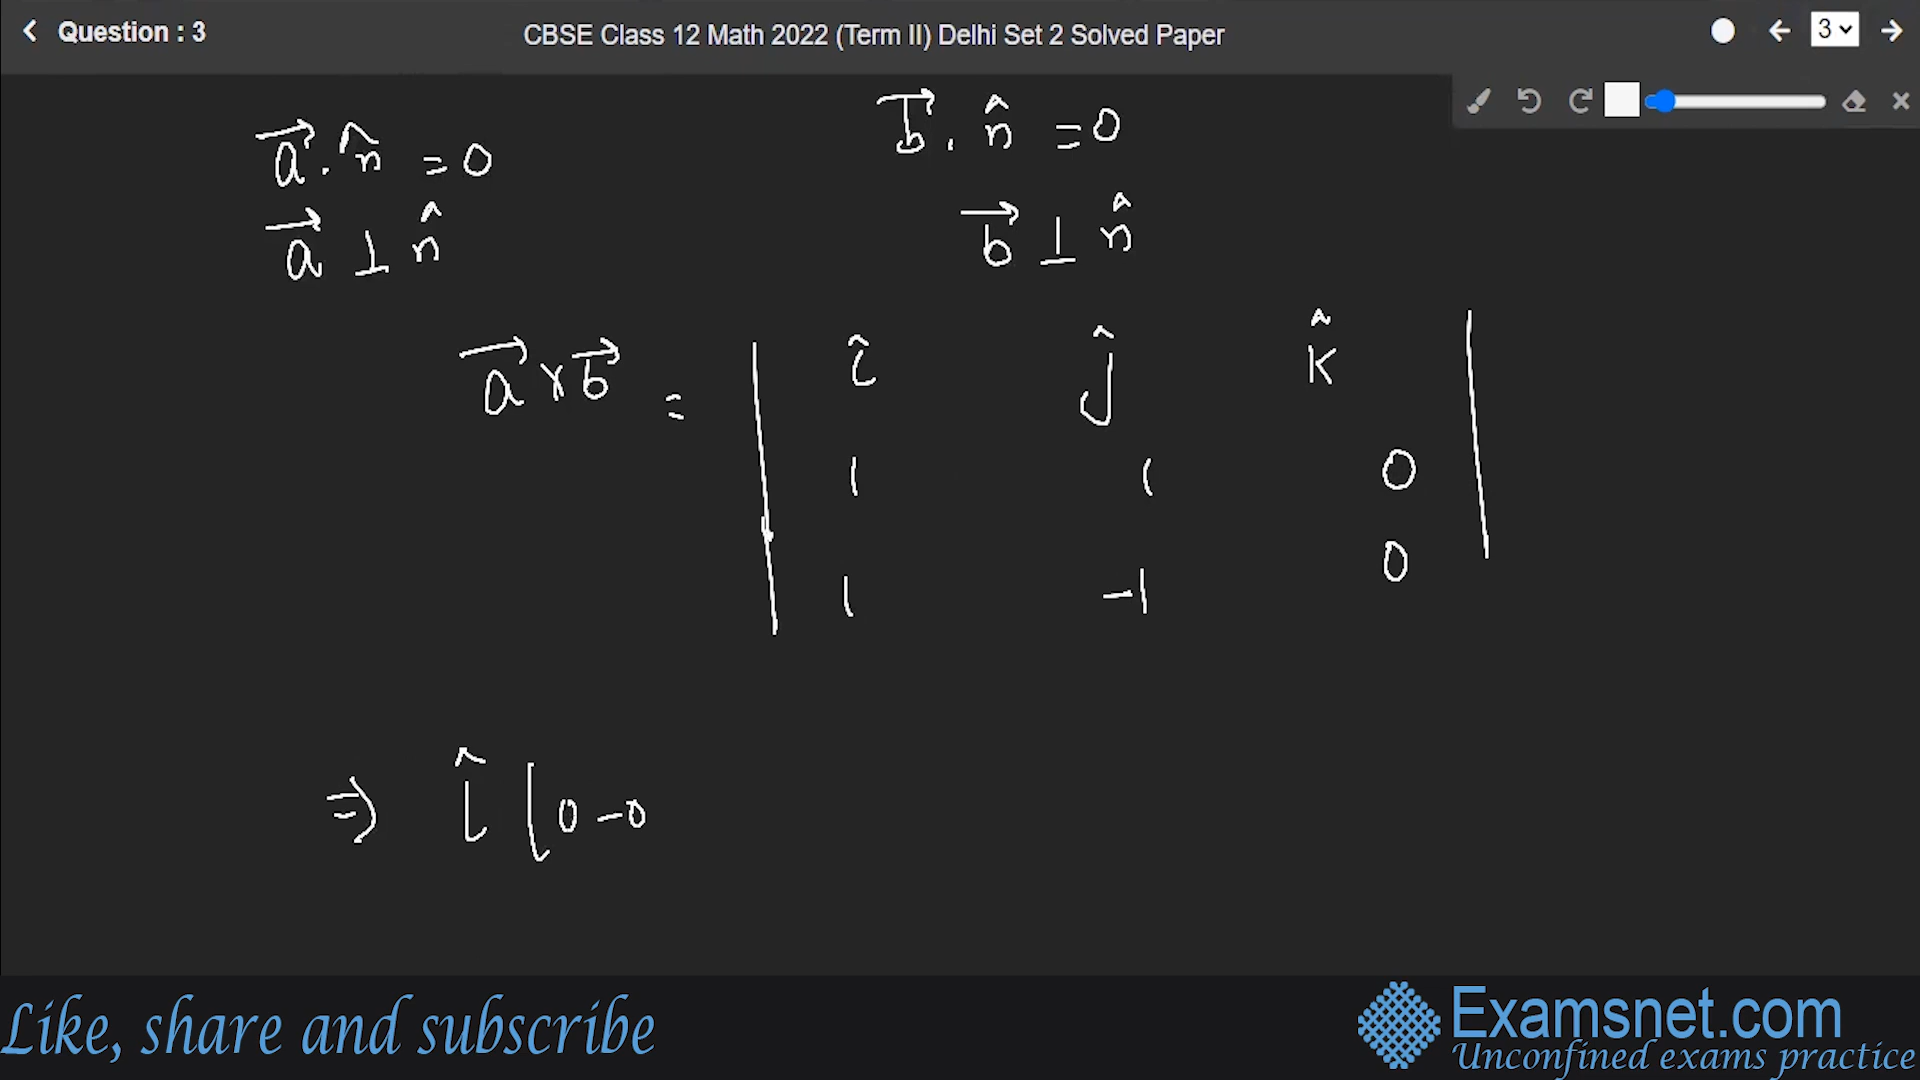 Question : 3
CBSE Class 12 Math 2022 (Term II) Delhi Set 2 Solved Paper
3
a⃗ . n̂ = 0
b⃗ . n̂ = 0
a⃗ ⊥ n̂
b⃗ ⊥ n̂
a⃗ × b⃗ = | î ĵ k̂ |
1 1 0
1 -1 0
⇒ î [0 - 0
Like, share and subscribe
Examsnet.com
Unconfined exams practice